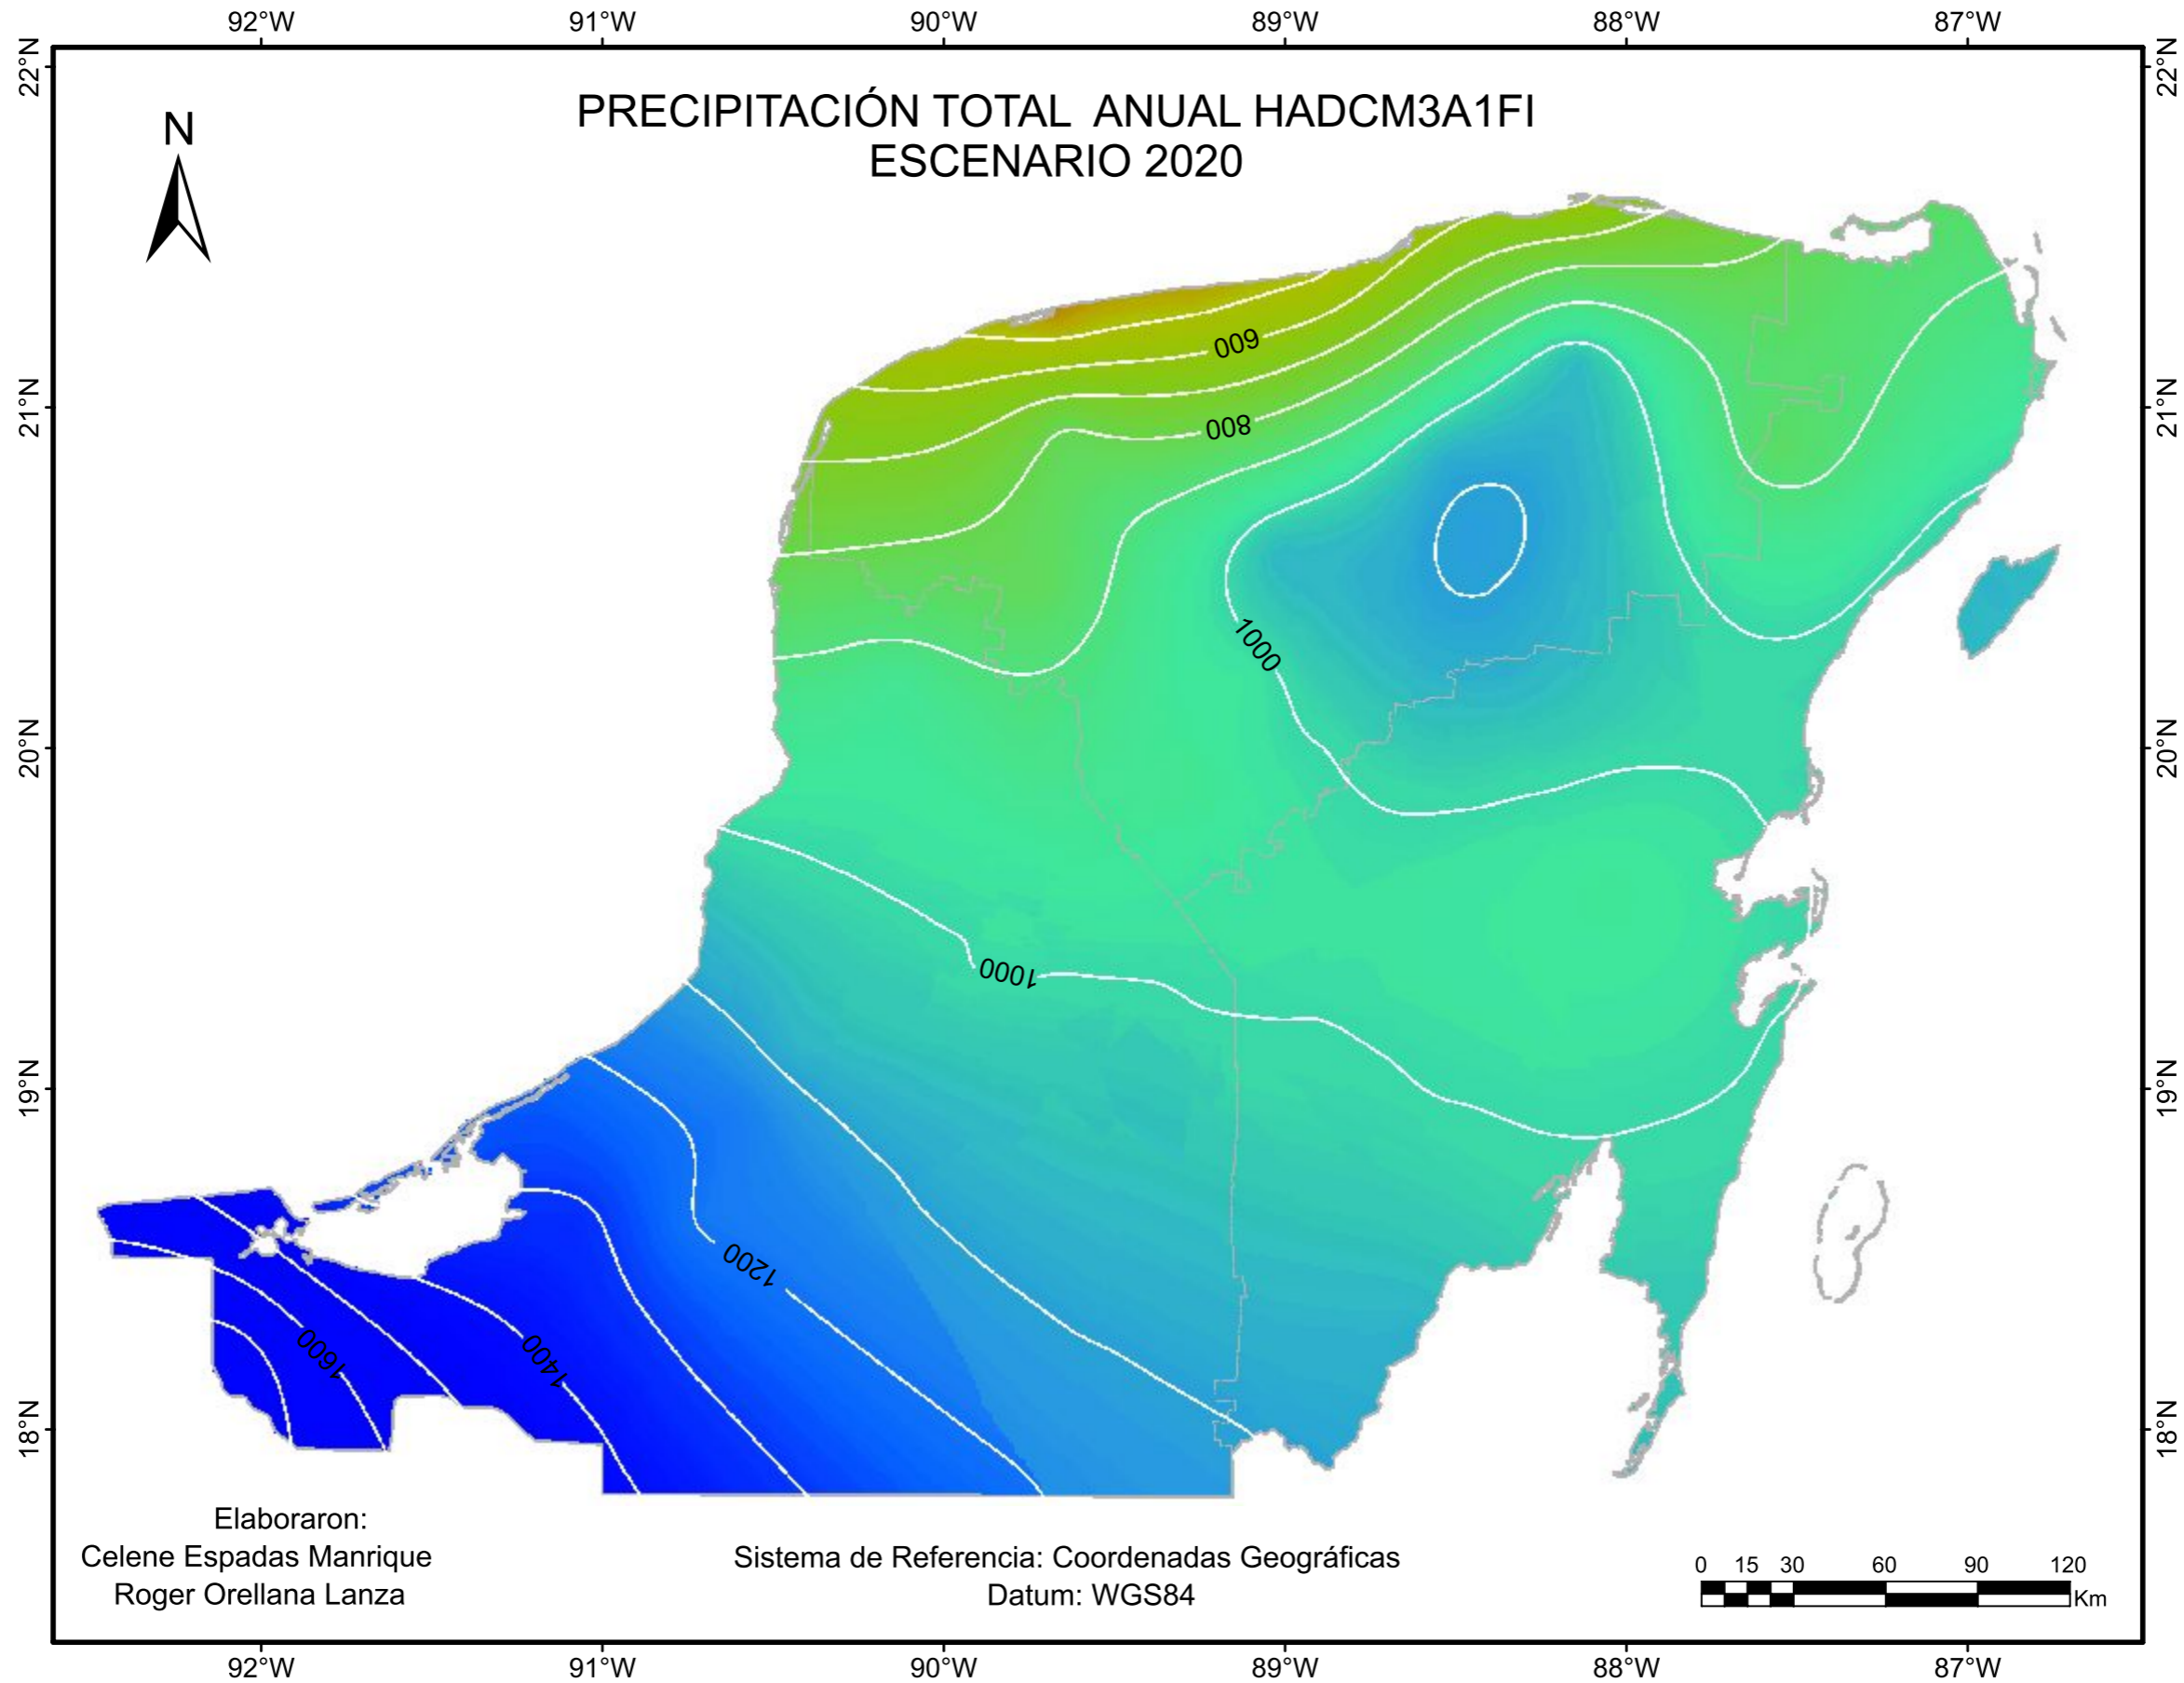 92°W 91°W 90°W 89°W 88°W 87°W
22°N 22°N
PRECIPITACIÓN TOTAL ANUAL HADCM3A1FI
ESCENARIO 2020
N
600
21°N 21°N
800
1000
20°N 20°N
1000
19°N 19°N
1200
1600
1400
18°N 18°N
Elaboraron:
Celene Espadas Manrique
Roger Orellana Lanza
Sistema de Referencia: Coordenadas Geográficas
Datum: WGS84
0 15 30 60 90 120
Km
92°W 91°W 90°W 89°W 88°W 87°W